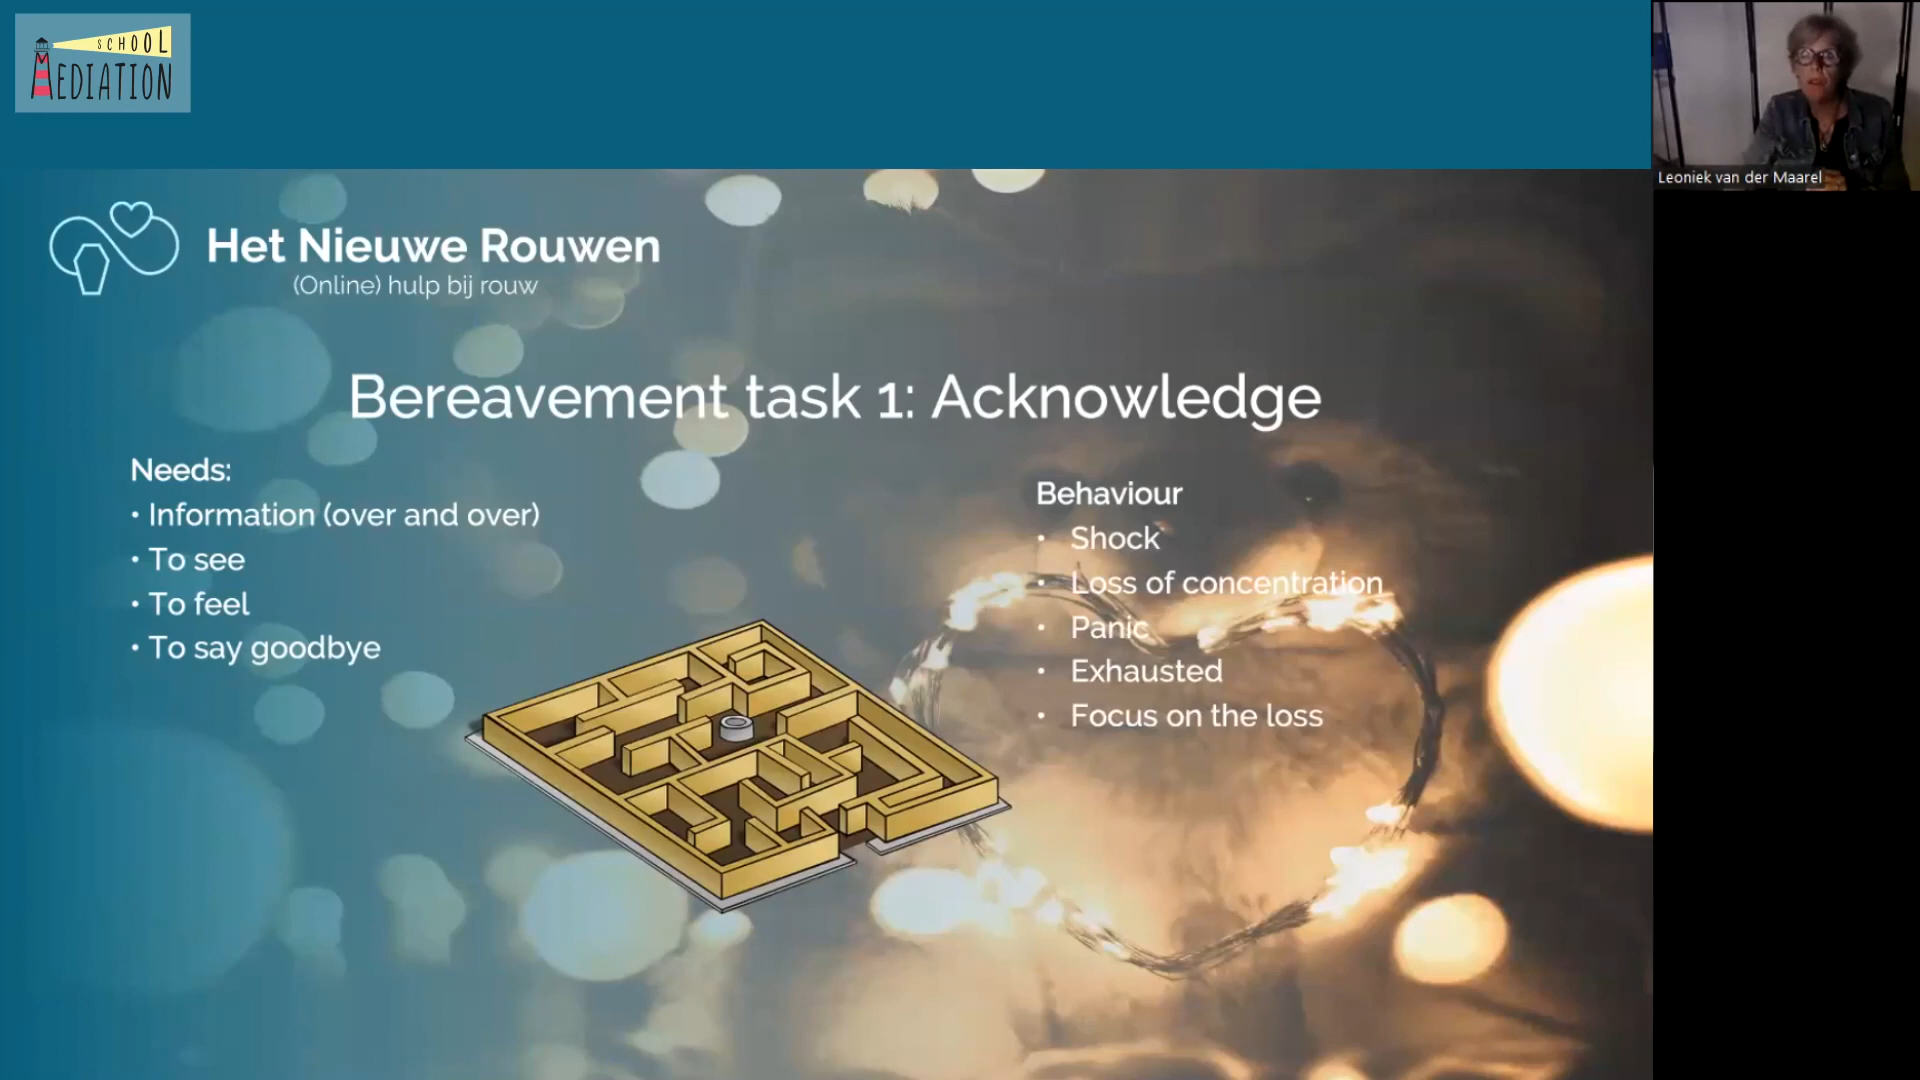 SCHOOL
MEDIATION
Leoniek van der Maarel
Het Nieuwe Rouwen
(Online) hulp bij rouw
Bereavement task 1: Acknowledge
Needs:
• Information (over and over)
• To see
• To feel
• To say goodbye
Behaviour
• Shock
• Loss of concentration
• Panic
• Exhausted
• Focus on the loss